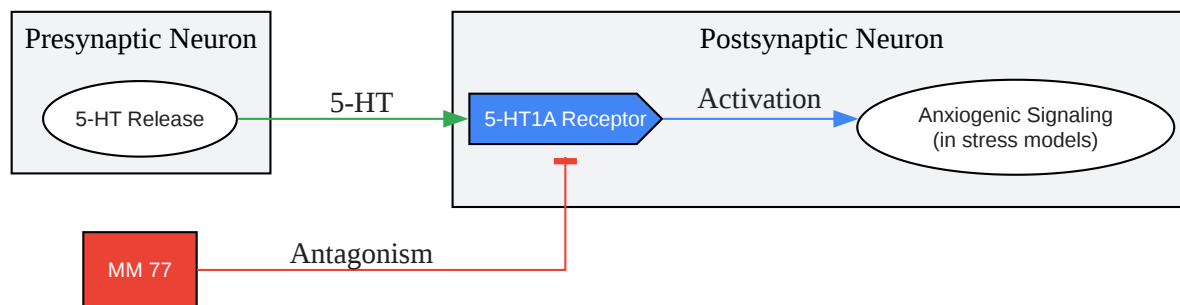 Presynaptic Neuron
Postsynaptic Neuron
5-HT Release
5-HT
5-HT1A Receptor
Activation
Anxiogenic Signaling
(in stress models)
MM 77
Antagonism